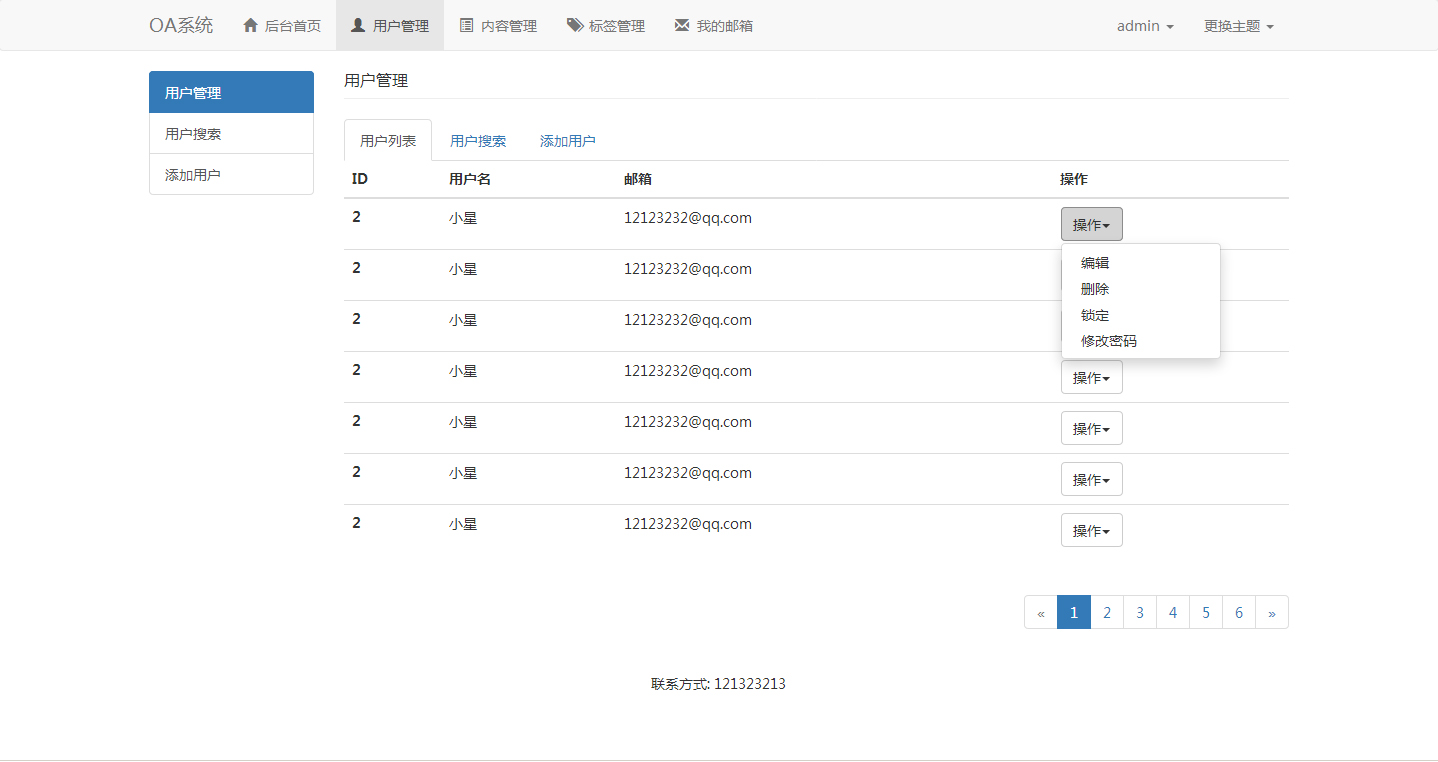 OA系统 后台首页 用户管理 内容管理 标签管理 我的邮箱 admin 更换主题
用户管理
用户搜索
添加用户
用户管理
用户列表 用户搜索 添加用户
ID 用户名 邮箱 操作
2 小星 12123232@qq.com 操作
编辑
删除
锁定
修改密码
2 小星 12123232@qq.com
2 小星 12123232@qq.com
2 小星 12123232@qq.com 操作
2 小星 12123232@qq.com 操作
2 小星 12123232@qq.com 操作
2 小星 12123232@qq.com 操作
« 1 2 3 4 5 6 »
联系方式: 121323213